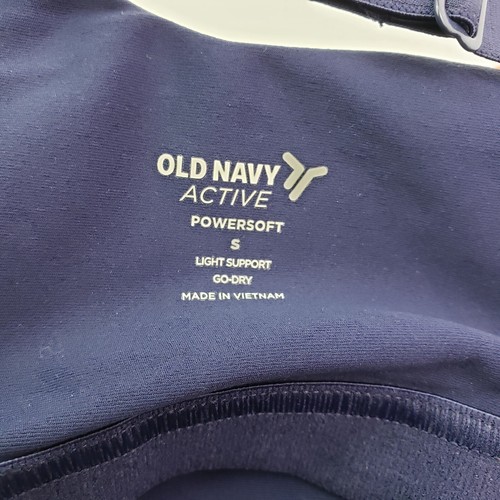 OLD NAVY
ACTIVE
POWERSOFT
S
LIGHT SUPPORT
GO-DRY
MADE IN VIETNAM